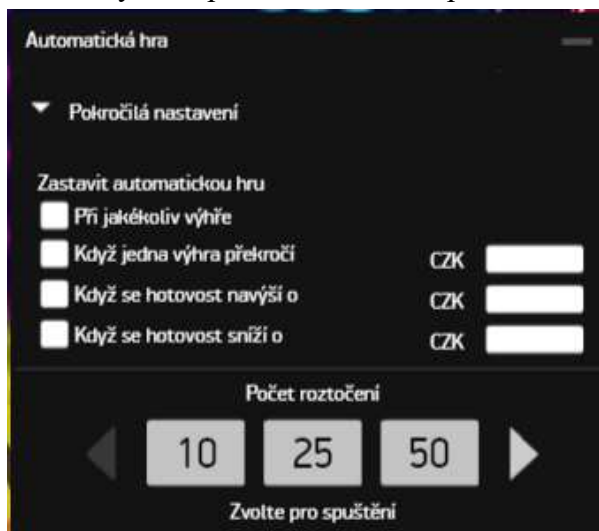 Automatická hra
Pokročilá nastavení
Zastavit automatickou hru
Při jakékoliv výhře
Když jedna výhra překročí CZK
Když se hotovost navýší o CZK
Když se hotovost sníží o CZK
Počet roztočení
10 25 50
Zvolte pro spuštění